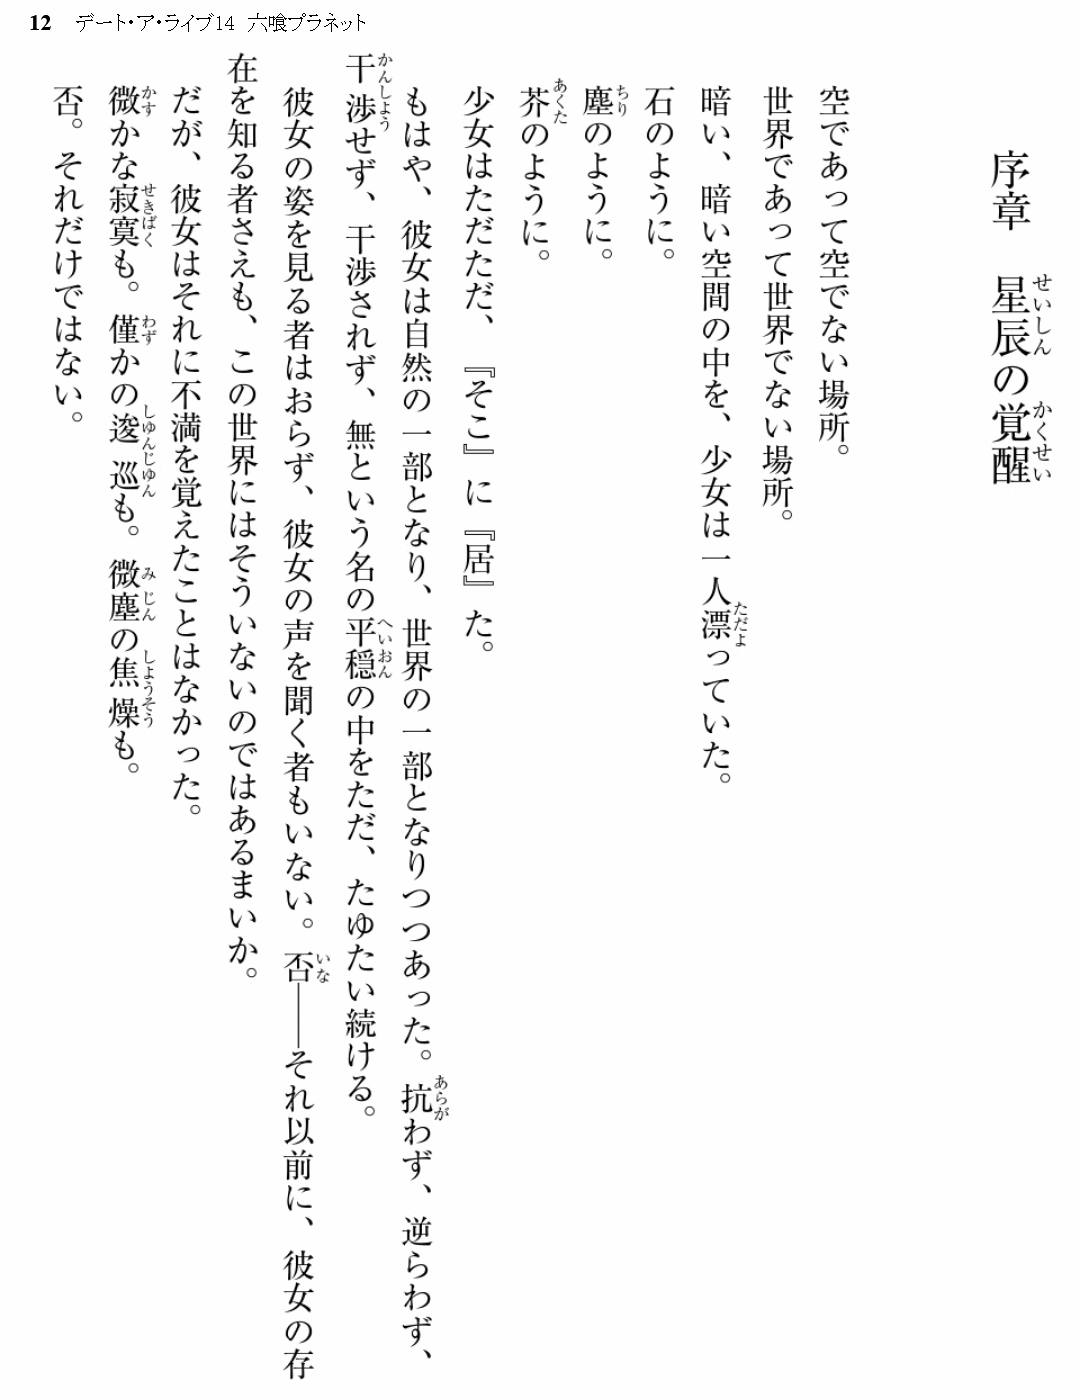 12 デート・ア・ライブ14 六喰プラネット
序章 星辰の覚醒
空であって空でない場所。
世界であって世界でない場所。
暗い、暗い空間の中を、少女は一人漂っていた。
石のように。
塵のように。
芥のように。
少女はただただ、『そこ』に『居』た。
もはや、彼女は自然の一部となり、世界の一部となりつつあった。抗わず、逆らわず、
干渉せず、干渉されず、無という名の平穏の中をただ、たゆたい続ける。
彼女の姿を見る者はおらず、彼女の声を聞く者もいない。否――それ以前に、彼女の存
在を知る者さえも、この世界にはそういないのではあるまいか。
だが、彼女はそれに不満を覚えたことはなかった。
微かな寂寞も。僅かの逡巡も。微塵の焦燥も。
否。それだけではない。